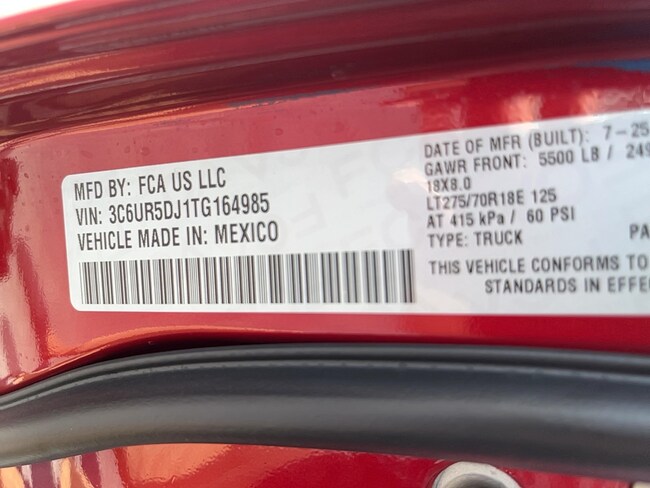 MFD BY: FCA US LLC
VIN: 3C6UR5DJ1TG164985
VEHICLE MADE IN: MEXICO
DATE OF MFR (BUILT): 7-25
GAWR FRONT: 5500 LB / 249
18X8.0
LT275/70R18E 125
AT 415 kPa / 60 PSI
TYPE: TRUCK PA
THIS VEHICLE CONFORMS TO
STANDARDS IN EFFE